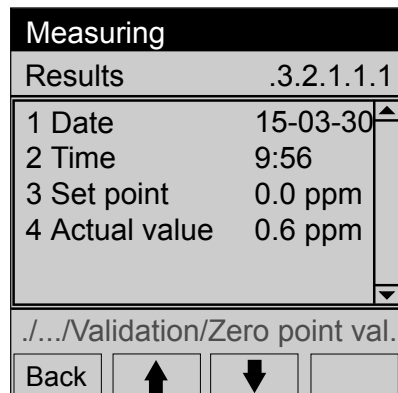 Measuring
Results .3.2.1.1.1
1 Date 15-03-30
2 Time 9:56
3 Set point 0.0 ppm
4 Actual value 0.6 ppm
./.../Validation/Zero point val.
Back